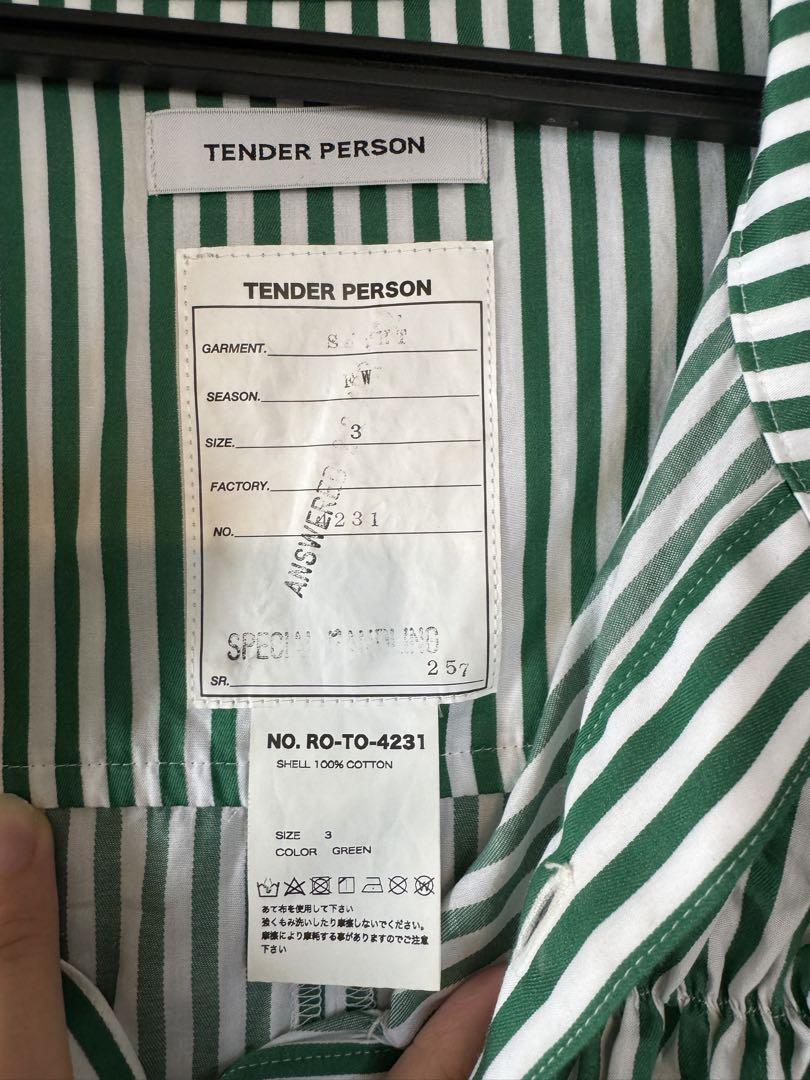 TENDER PERSON
TENDER PERSON
GARMENT.
SEASON. W
SIZE. 3
FACTORY.
NO. 4231
ANSWERED
SR. 257
NO. RO-TO-4231
SHELL 100% COTTON
SIZE 3
COLOR GREEN
あて布を使用して下さい
強くもみ洗いしたり摩擦しないでください。
摩擦により摩耗する事がありますのでご注意
下さい